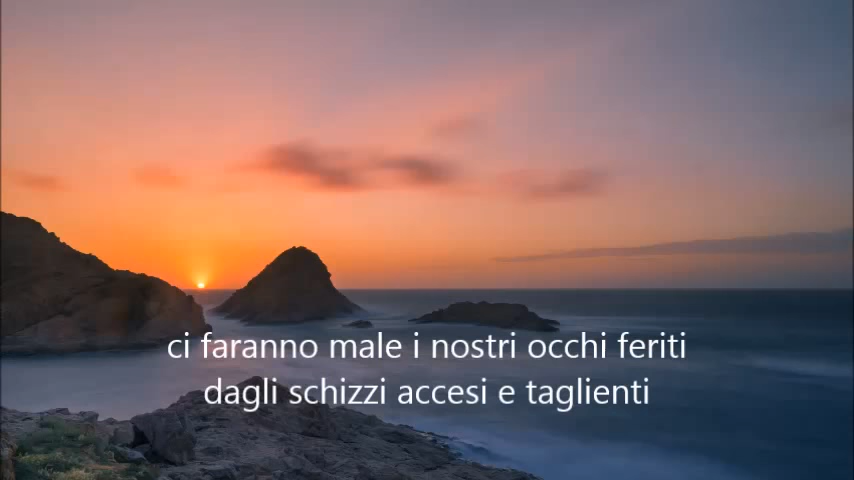 ci faranno male i nostri occhi feriti
dagli schizzi accesi e taglienti